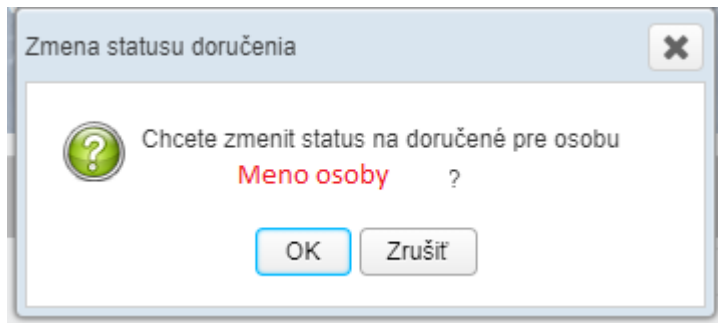 Zmena statusu doručenia
Chcete zmenit status na doručené pre osobu
Meno osoby ?
OK Zrušiť